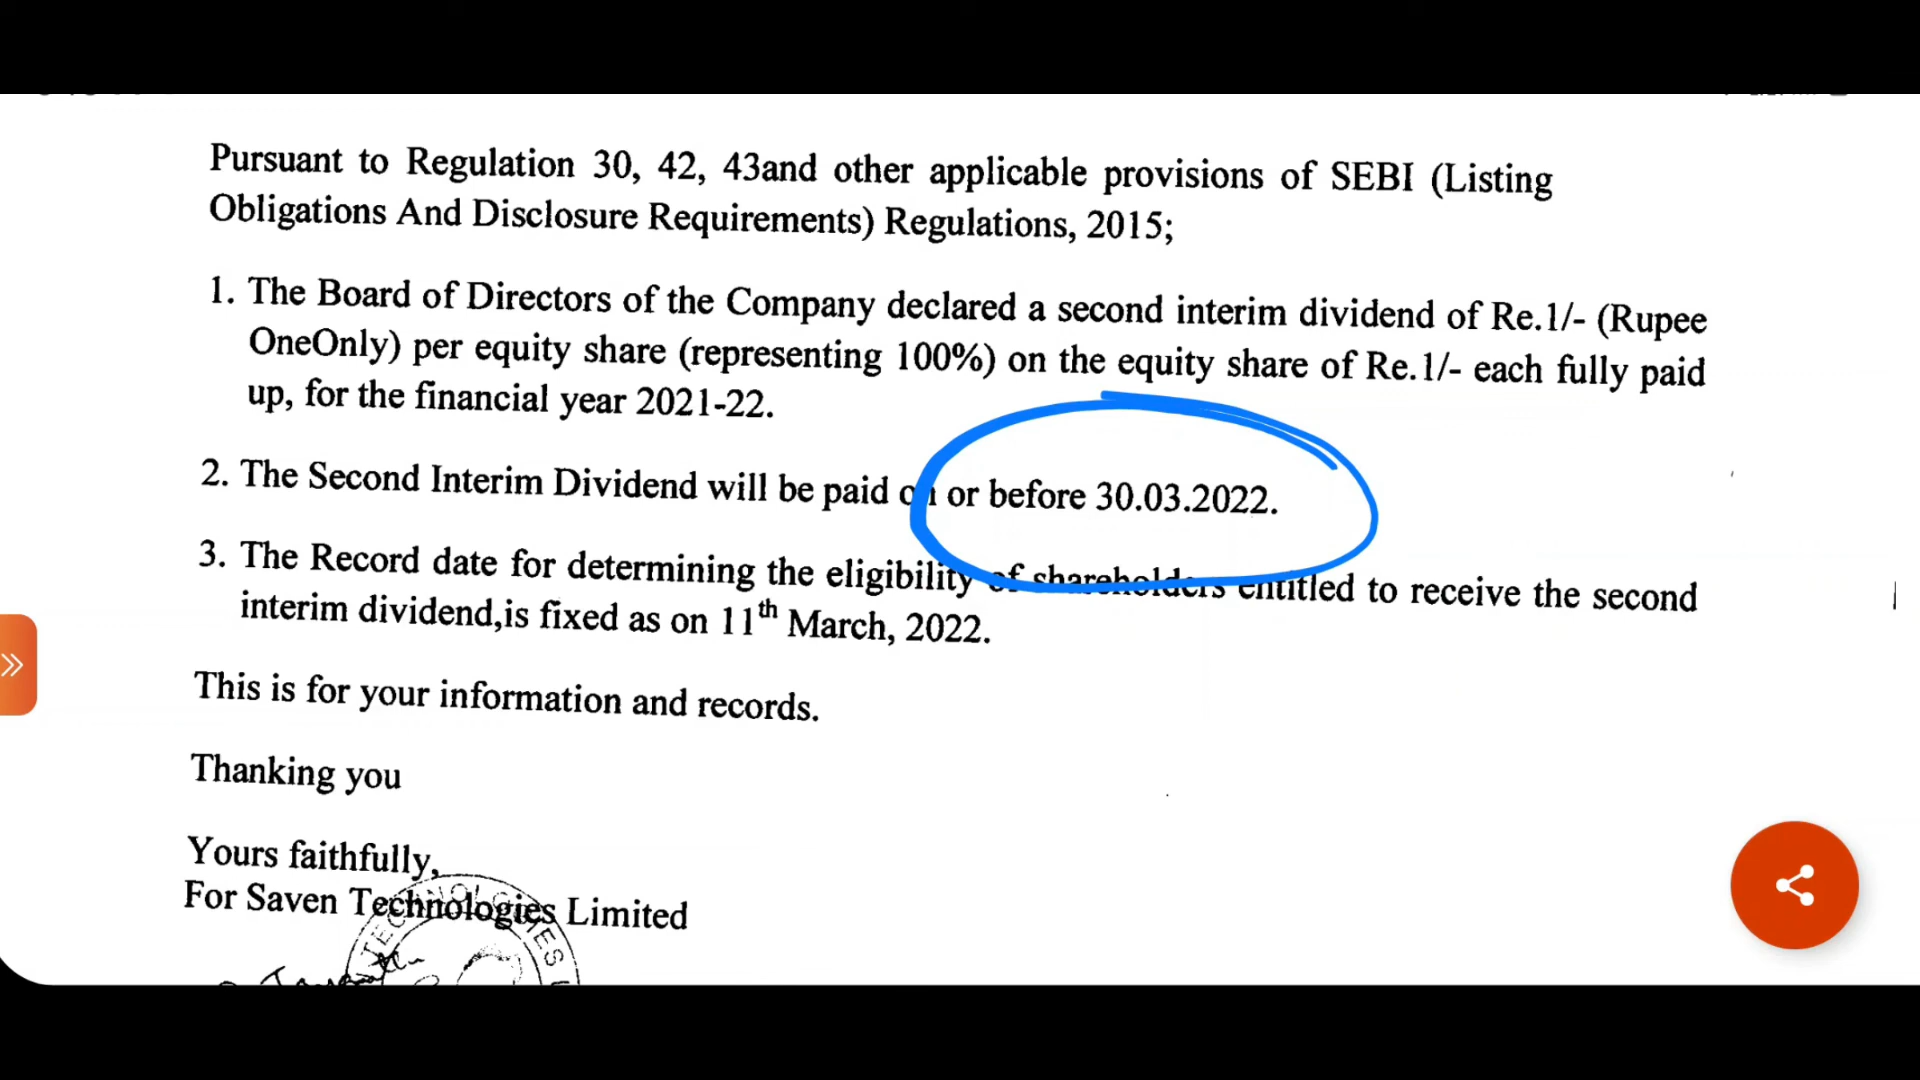 Pursuant to Regulation 30, 42, 43and other applicable provisions of SEBI (Listing
Obligations And Disclosure Requirements) Regulations, 2015;
1. The Board of Directors of the Company declared a second interim dividend of Re.1/- (Rupee
OneOnly) per equity share (representing 100%) on the equity share of Re.1/- each fully paid
up, for the financial year 2021-22.
2. The Second Interim Dividend will be paid on or before 30.03.2022.
3. The Record date for determining the eligibility of shareholders entitled to receive the second
interim dividend,is fixed as on 11th March, 2022.
This is for your information and records.
Thanking you
Yours faithfully,
For Saven Technologies Limited
TECHNOLOGIES